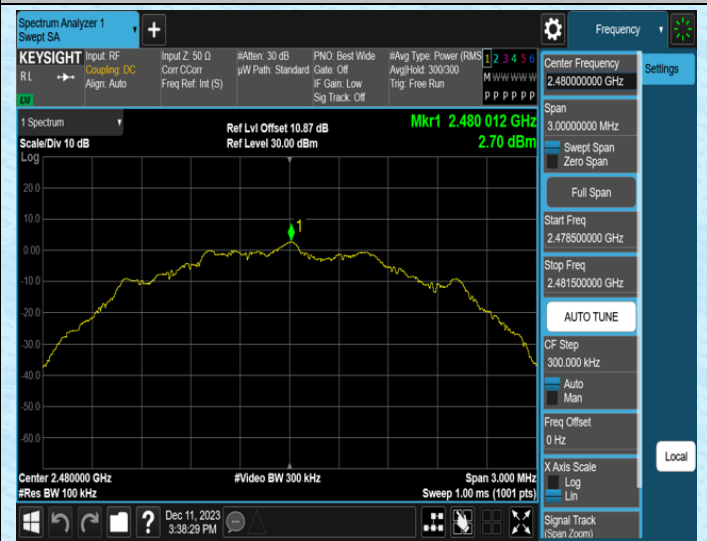 Spectrum Analyzer 1
Swept SA
+
Frequency
KEYSIGHT
R L
LXI
Input: RF
Coupling: DC
Align: Auto
Input Z: 50 Ω
Corr CCorr
Freq Ref: Int (S)
#Atten: 30 dB
µW Path: Standard
PNO: Best Wide
Gate: Off
IF Gain: Low
Sig Track: Off
#Avg Type: Power (RMS
Avg|Hold: 300/300
Trig: Free Run
1 2 3 4 5 6
M W W W W W
P P P P P P
1 Spectrum
Scale/Div 10 dB
Log
Ref Lvl Offset 10.87 dB
Ref Level 30.00 dBm
Mkr1 2.480 012 GHz
2.70 dBm
1
20.0
10.0
0.00
-10.0
-20.0
-30.0
-40.0
-50.0
-60.0
Center 2.480000 GHz
#Res BW 100 kHz
#Video BW 300 kHz
Span 3.000 MHz
Sweep 1.00 ms (1001 pts)
?
Dec 11, 2023
3:38:29 PM
Center Frequency
2.480000000 GHz
Settings
Span
3.00000000 MHz
Swept Span
Zero Span
Full Span
Start Freq
2.478500000 GHz
Stop Freq
2.481500000 GHz
AUTO TUNE
CF Step
300.000 kHz
Auto
Man
Freq Offset
0 Hz
X Axis Scale
Log
Lin
Local
Signal Track
(Span Zoom)